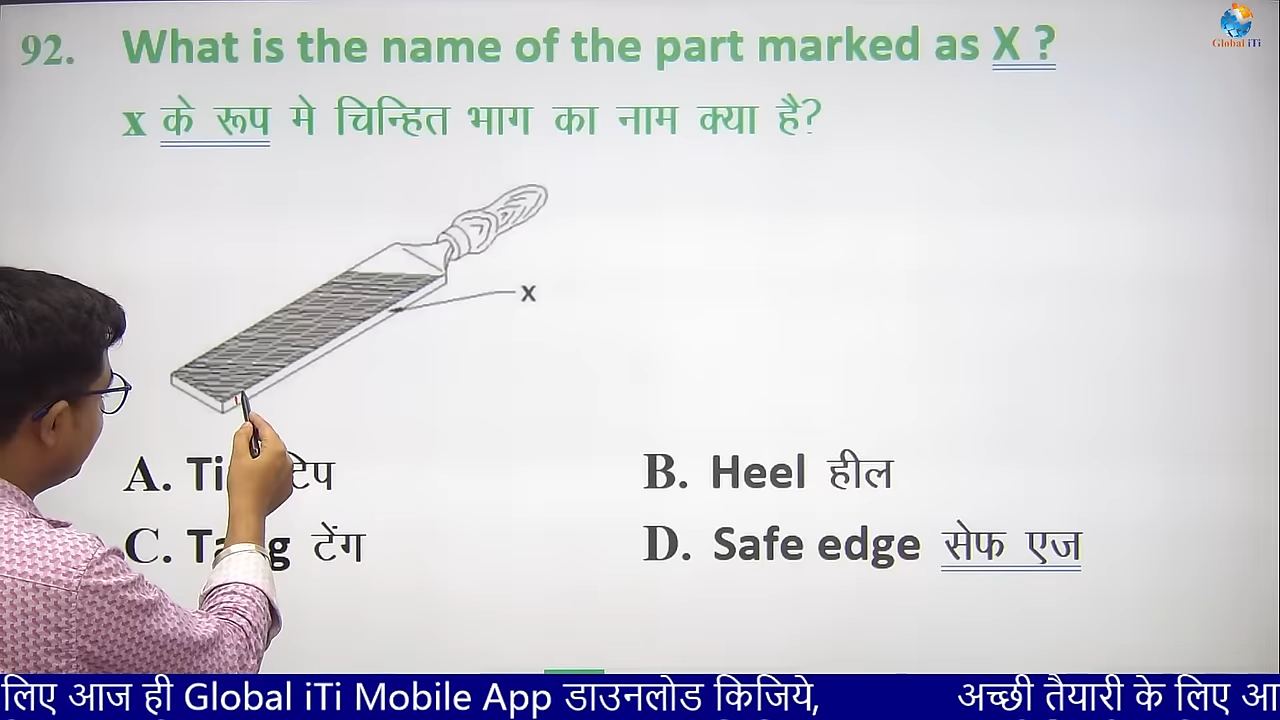 Global iTi
92. What is the name of the part marked as X ?
x के रूप मे चिन्हित भाग का नाम क्या है?
X
A. टिप
B. Heel हील
C. टेंग
D. Safe edge सेफ एज
लिए आज ही Global iTi Mobile App डाउनलोड किजिये, अच्छी तैयारी के लिए आ